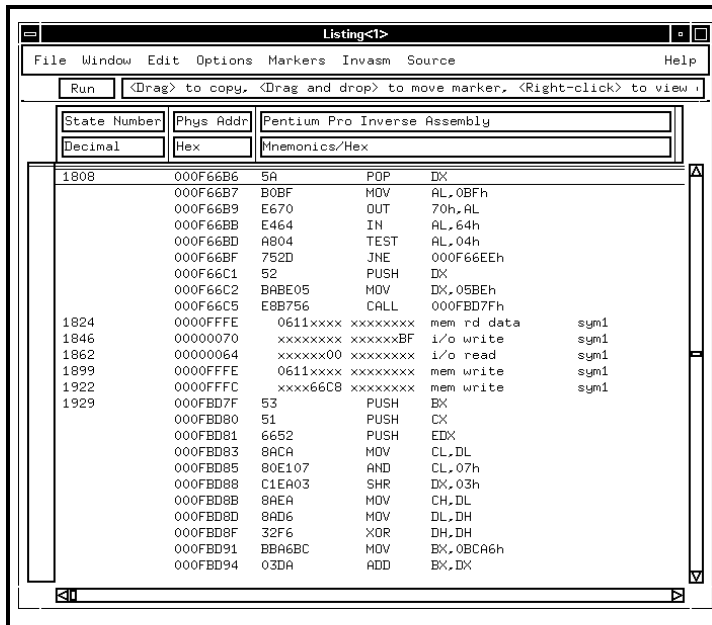 Listing<1>
File Window Edit Options Markers Invasm Source Help
Run <Drag> to copy, <Drag and drop> to move marker, <Right-click> to view
State Number Phys Addr Pentium Pro Inverse Assembly
Decimal Hex Mnemonics/Hex
1808 000F66B6 5A POP DX
000F66B7 B0BF MOV AL,0BFh
000F66B9 E670 OUT 70h,AL
000F66BB E464 IN AL,64h
000F66BD A804 TEST AL,04h
000F66BF 752D JNE 000F66EEh
000F66C1 52 PUSH DX
000F66C2 BABE05 MOV DX,05BEh
000F66C5 E8B756 CALL 000FBD7Fh
1824 0000FFFE 0611xxxx xxxxxxxx mem rd data sym1
1846 00000070 xxxxxxxx xxxxxxBF i/o write sym1
1862 00000064 xxxxxx00 xxxxxxxx i/o read sym1
1899 0000FFFE 0611xxxx xxxxxxxx mem write sym1
1922 0000FFFC xxxx66C8 xxxxxxxx mem write sym1
1929 000FBD7F 53 PUSH BX
000FBD80 51 PUSH CX
000FBD81 6652 PUSH EDX
000FBD83 8ACA MOV CL,DL
000FBD85 80E107 AND CL,07h
000FBD88 C1EA03 SHR DX,03h
000FBD8B 8AEA MOV CH,DL
000FBD8D 8AD6 MOV DL,DH
000FBD8F 32F6 XOR DH,DH
000FBD91 BBA6BC MOV BX,0BCA6h
000FBD94 03DA ADD BX,DX